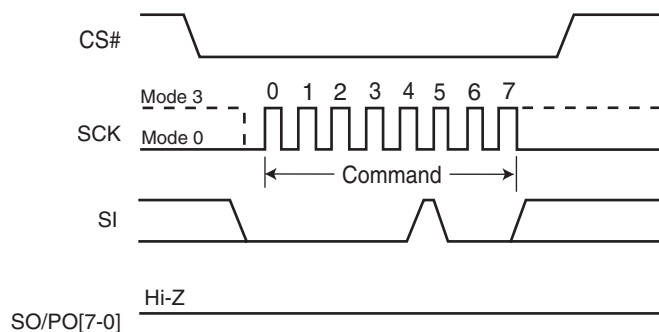 CS#
Mode 3
0 1 2 3 4 5 6 7
SCK
Mode 0
Command
SI
Hi-Z
SO/PO[7-0]